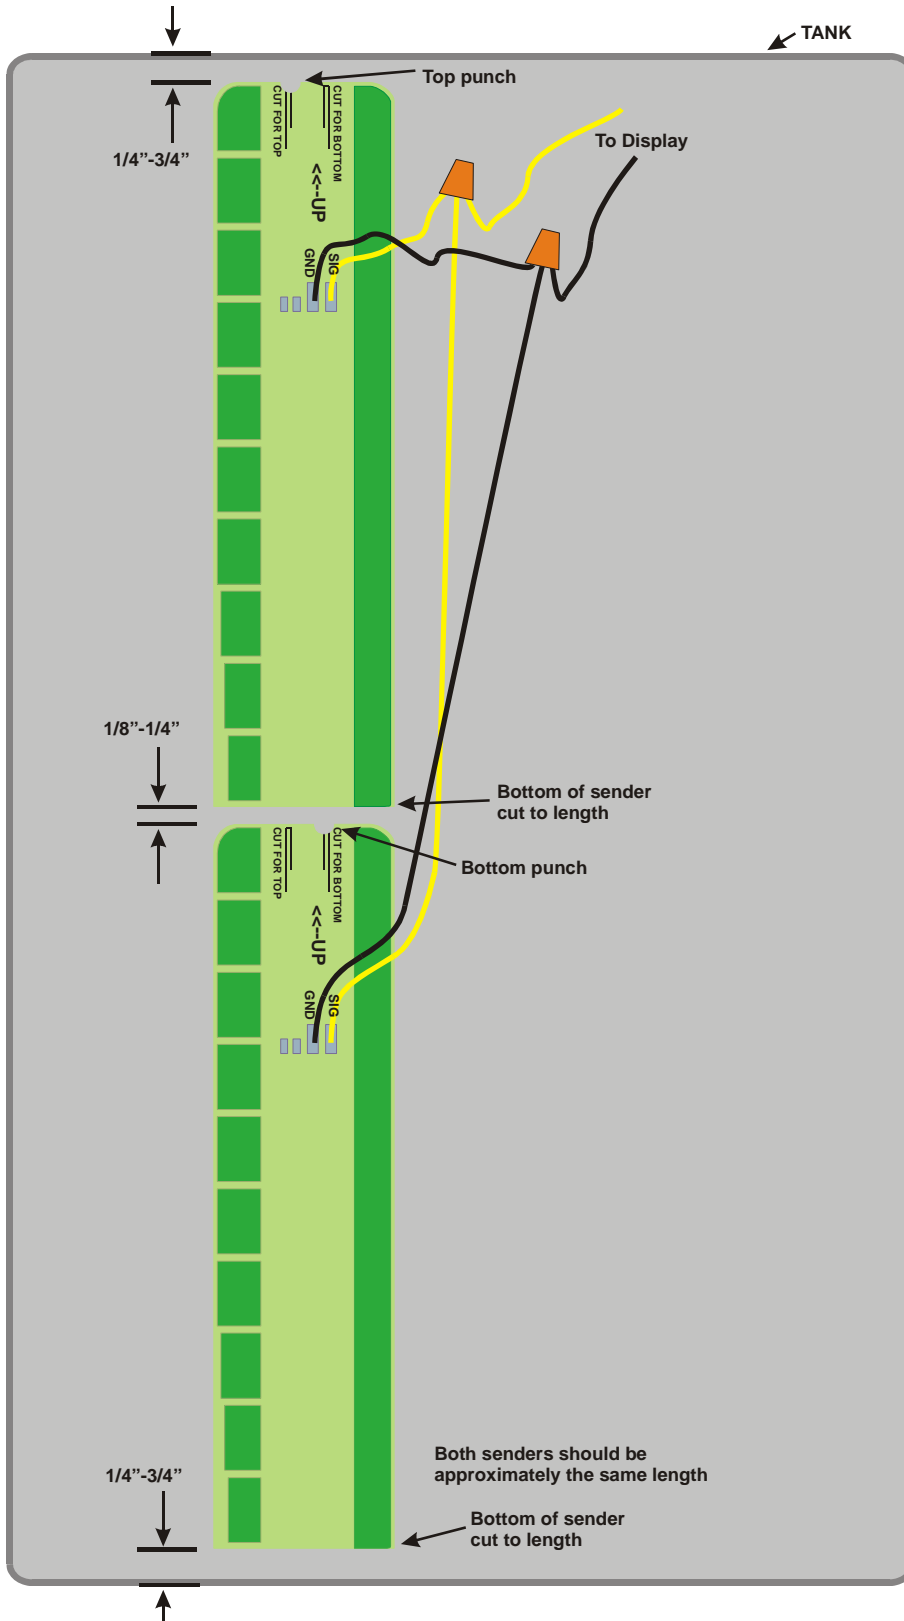 TANK
Top punch
CUT FOR TOP
CUT FOR BOTTOM
To Display
1/4”-3/4”
<<--UP
GND
SIG
1/8”-1/4”
Bottom of sender
cut to length
CUT FOR TOP
CUT FOR BOTTOM
Bottom punch
<<--UP
GND
SIG
Both senders should be
approximately the same length
1/4”-3/4”
Bottom of sender
cut to length